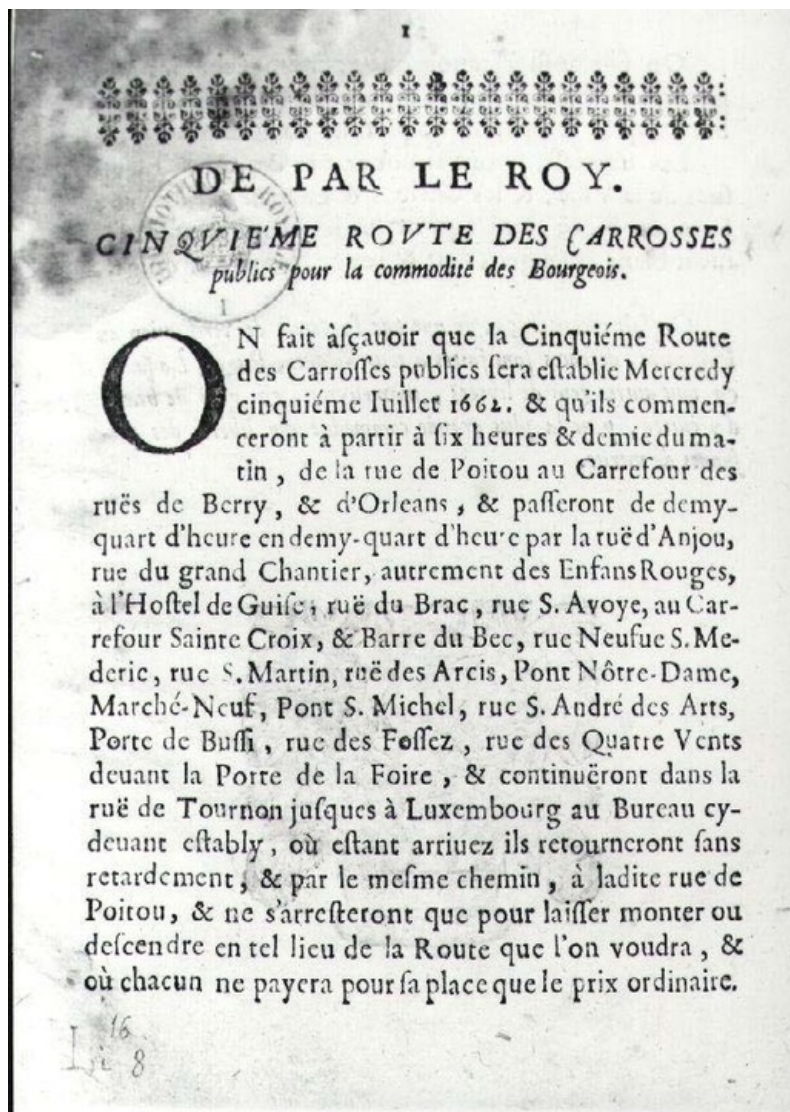 1
DE PAR LE ROY.
CINQVIE'ME ROVTE DES CARROSSES
publics pour la commodité des Bourgeois.
ON fait àſçauoir que la Cinquiéme Route
des Carroſſes publics ſera eſtablie Mercredy
cinquiéme Iuillet 1662. & qu'ils commen-
ceront à partir à ſix heures & demie du ma-
tin, de la rue de Poitou au Carrefour des
ruës de Berry, & d'Orleans, & paſſeront de demy-
quart d'heure en demy-quart d'heure par la ruë d'Anjou,
rue du grand Chantier, autrement des Enfans Rouges,
à l'Hoſtel de Guiſe, ruë du Brac, rue S. Avoye, au Car-
refour Sainte Croix, & Barre du Bec, rue Neufue S. Me-
deric, rue S. Martin, ruë des Arcis, Pont Nôtre-Dame,
Marché-Neuf, Pont S. Michel, rue S. André des Arts,
Porte de Buſſi, rue des Foſſez, rue des Quatre Vents
deuant la Porte de la Foire, & continuëront dans la
ruë de Tournon juſques à Luxembourg au Bureau cy-
deuant eſtably, où eſtant arriuez ils retourneront ſans
retardement, & par le meſme chemin, à ladite rue de
Poitou, & ne s'arreſteront que pour laiſſer monter ou
deſcendre en tel lieu de la Route que l'on voudra, &
où chacun ne payera pour ſa place que le prix ordinaire.
16
8